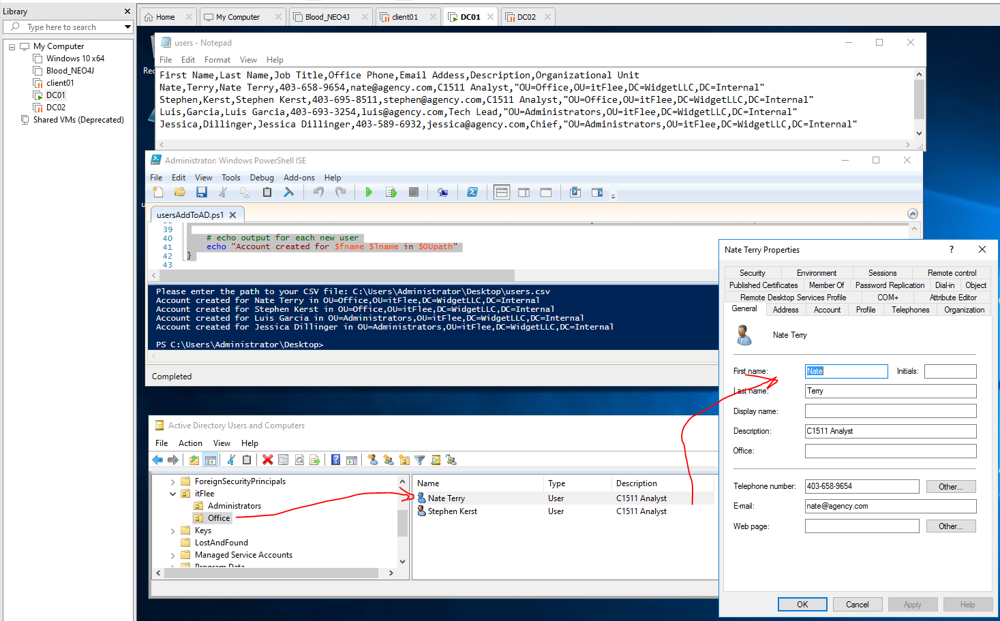 Library
Type here to search
My Computer
Windows 10 x64
Blood_NEO4J
client01
DC01
DC02
Shared VMs (Deprecated)
Home
My Computer
Blood_NEO4J
client01
DC01
DC02
users - Notepad
File Edit Format View Help
First Name,Last Name,Job Title,Office Phone,Email Addess,Description,Organizational Unit
Nate,Terry,Nate Terry,403-658-9654,nate@agency.com,C1511 Analyst,"OU=Office,OU=itFlee,DC=WidgetLLC,DC=Internal"
Stephen,Kerst,Stephen Kerst,403-695-8511,stephen@agency.com,C1511 Analyst,"OU=Office,OU=itFlee,DC=WidgetLLC,DC=Internal"
Luis,Garcia,Luis Garcia,403-693-3254,luis@agency.com,Tech Lead,"OU=Administrators,OU=itFlee,DC=WidgetLLC,DC=Internal"
Jessica,Dillinger,Jessica Dillinger,403-589-6932,jessica@agency.com,Chief,"OU=Administrators,OU=itFlee,DC=WidgetLLC,DC=Internal"
Administrator: Windows PowerShell ISE
File Edit View Tools Debug Add-ons Help
usersAddToAD.ps1
39
40 # echo output for each new user
41 echo "Account created for $fname $lname in $OUpath"
42 }
43
Please enter the path to your CSV file: C:\Users\Administrator\Desktop\users.csv
Account created for Nate Terry in OU=Office,OU=itFlee,DC=WidgetLLC,DC=Internal
Account created for Stephen Kerst in OU=Office,OU=itFlee,DC=WidgetLLC,DC=Internal
Account created for Luis Garcia in OU=Administrators,OU=itFlee,DC=WidgetLLC,DC=Internal
Account created for Jessica Dillinger in OU=Administrators,OU=itFlee,DC=WidgetLLC,DC=Internal
PS C:\Users\Administrator\Desktop>
Completed
Active Directory Users and Computers
File Action View Help
ForeignSecurityPrincipals
itFlee
Administrators
Office
Keys
LostAndFound
Managed Service Accounts
Program Data
Name Type Description
Nate Terry User C1511 Analyst
Stephen Kerst User C1511 Analyst
Nate Terry Properties
?
Security Environment Sessions Remote control
Published Certificates Member Of Password Replication Dial-in Object
Remote Desktop Services Profile COM+ Attribute Editor
General Address Account Profile Telephones Organization
Nate Terry
First name: Nate Initials:
Last name: Terry
Display name:
Description: C1511 Analyst
Office:
Telephone number: 403-658-9654 Other...
E-mail: nate@agency.com
Web page: Other...
OK Cancel Apply Help